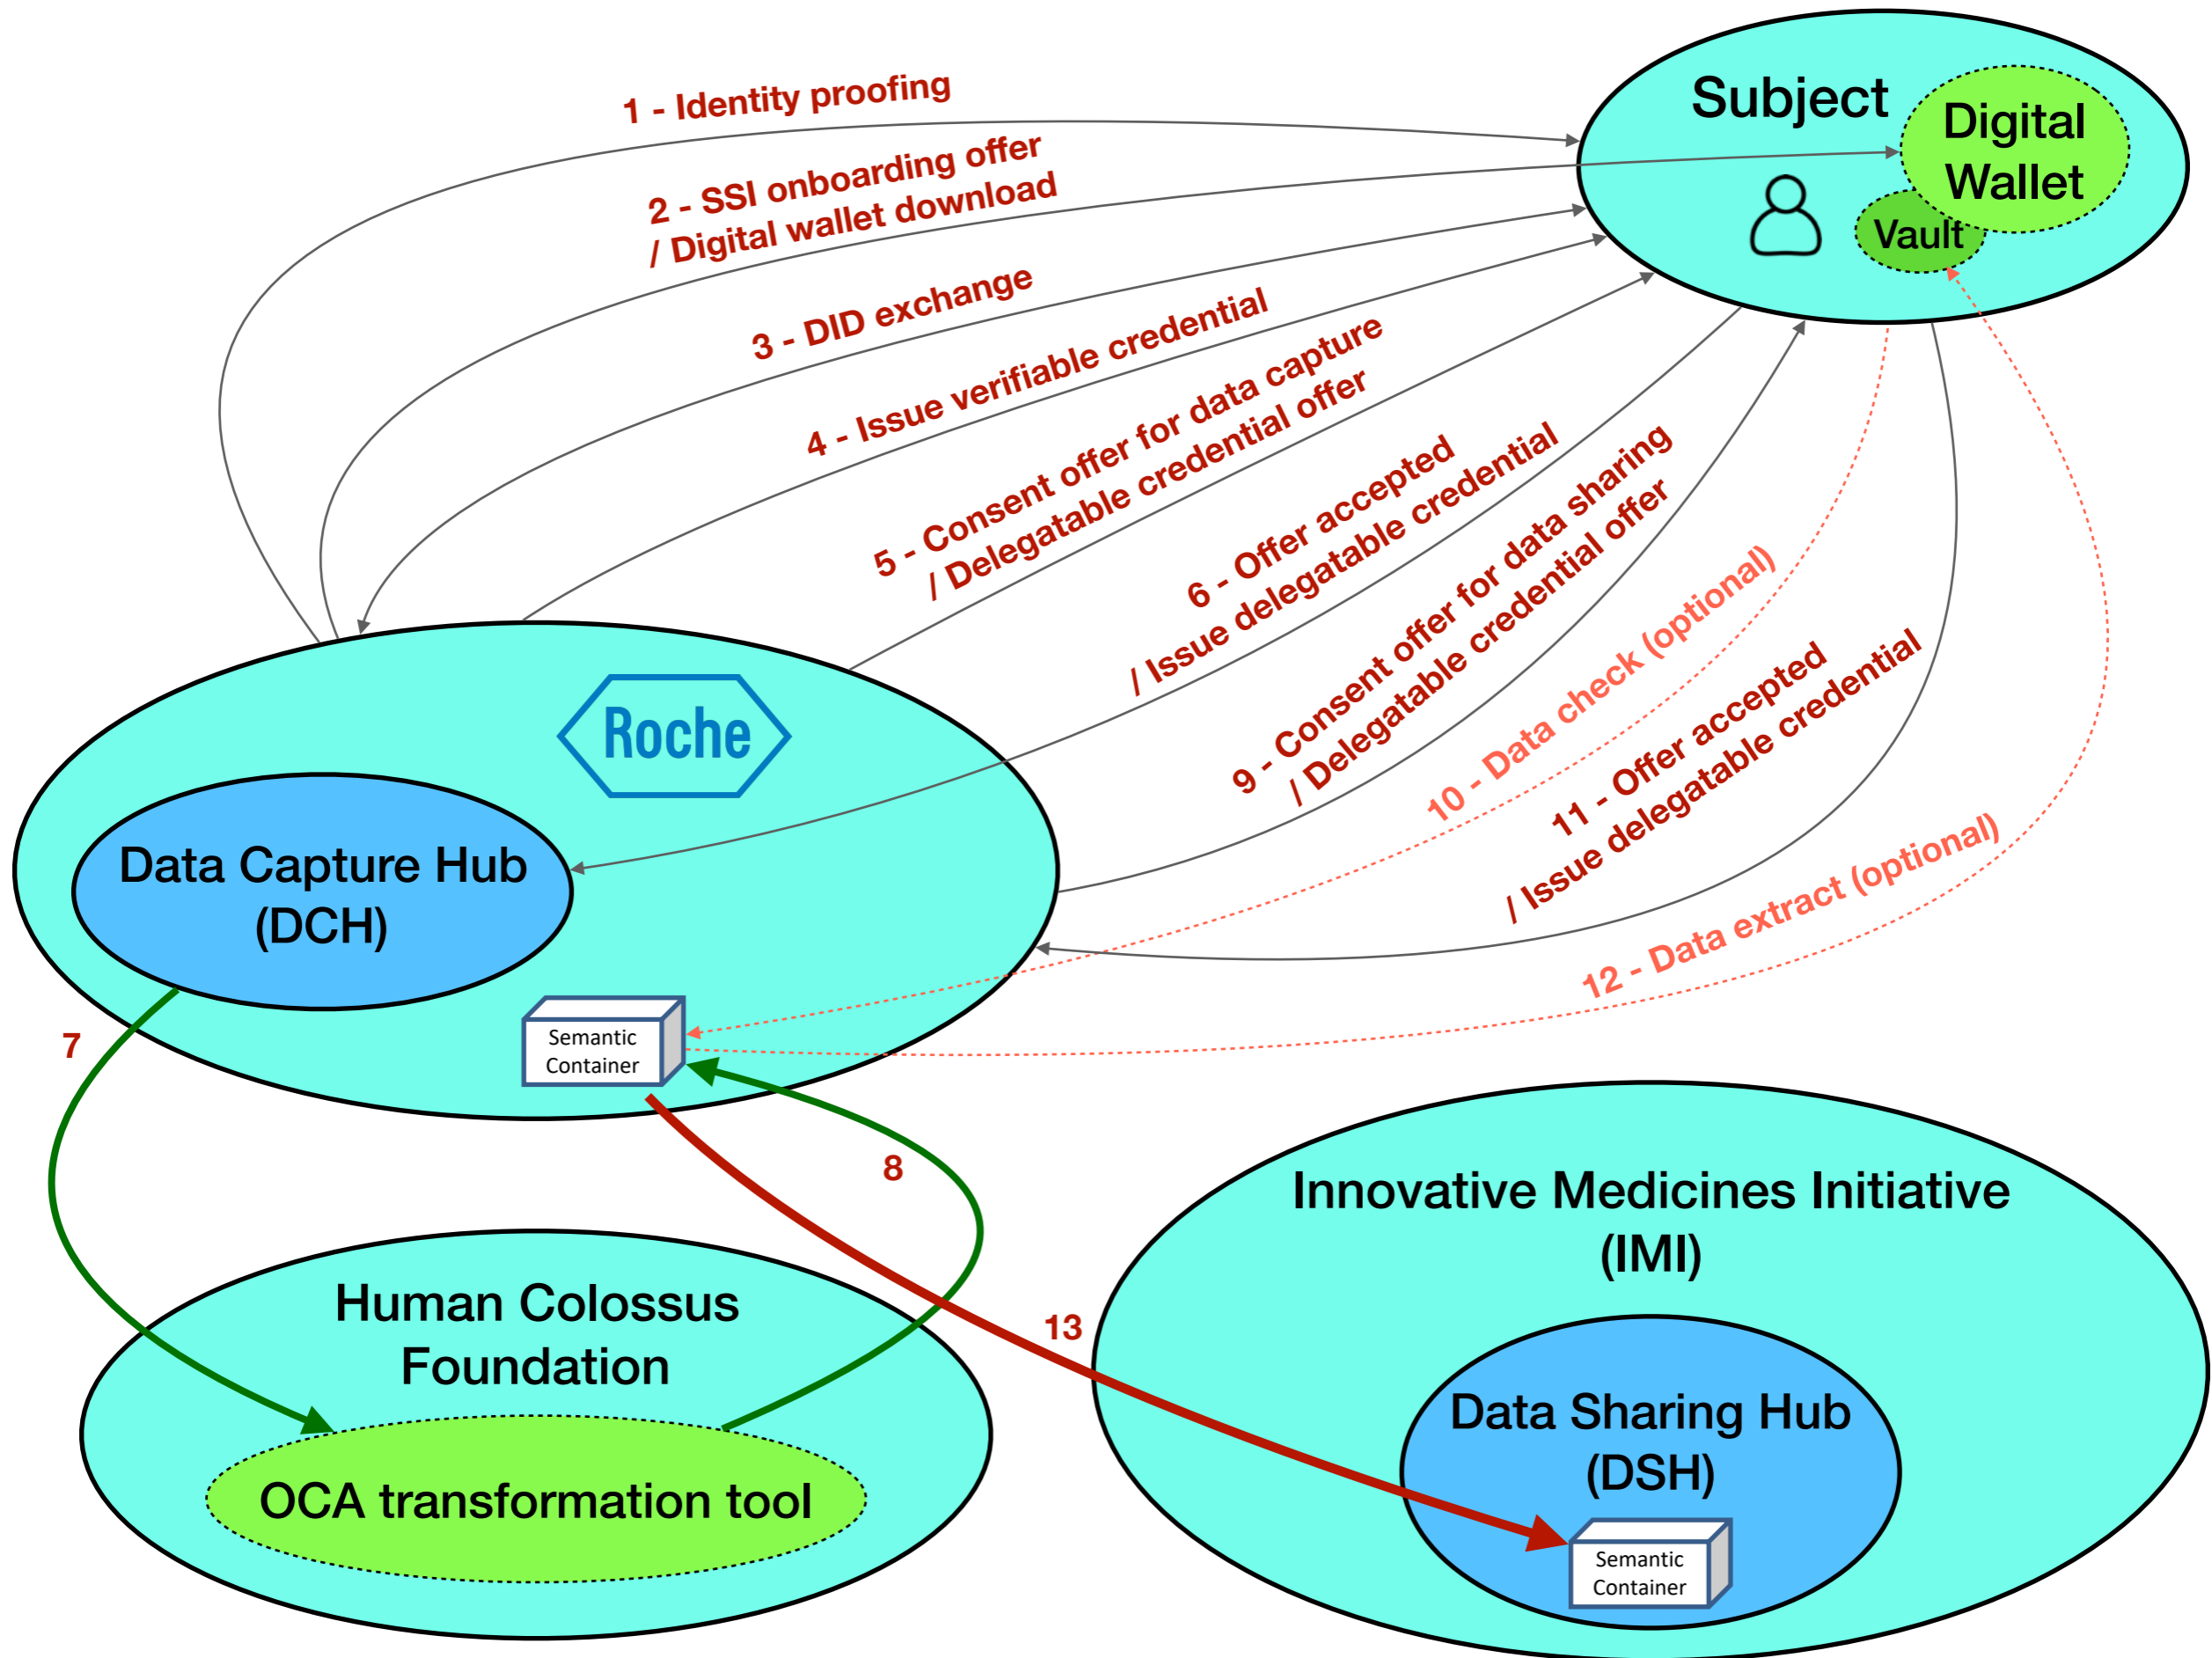 1 - Identity proofing
2 - SSI onboarding offer
/ Digital wallet download
3 - DID exchange
4 - Issue verifiable credential
5 - Consent offer for data capture
/ Delegatable credential offer
6 - Offer accepted
/ Issue delegatable credential
9 - Consent offer for data sharing
/ Delegatable credential offer
10 - Data check (optional)
11 - Offer accepted
/ Issue delegatable credential
12 - Data extract (optional)
Subject
Digital
Wallet
Vault
Roche
Data Capture Hub
(DCH)
Semantic
Container
7
8
13
Human Colossus
Foundation
OCA transformation tool
Innovative Medicines Initiative
(IMI)
Data Sharing Hub
(DSH)
Semantic
Container